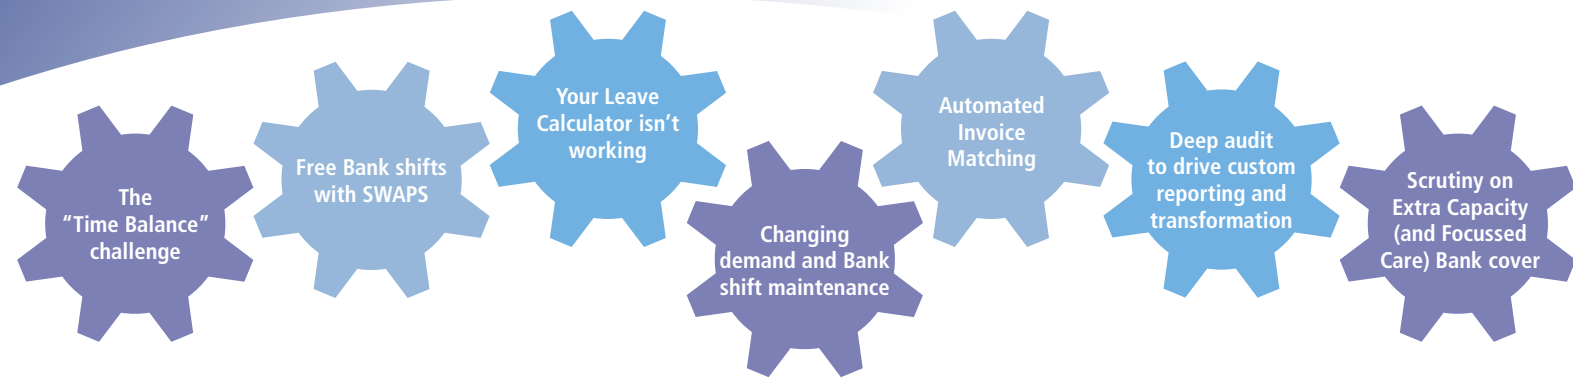 The
“Time Balance”
challenge
Free Bank shifts
with SWAPS
Your Leave
Calculator isn’t
working
Changing
demand and Bank
shift maintenance
Automated
Invoice
Matching
Deep audit
to drive custom
reporting and
transformation
Scrutiny on
Extra Capacity
(and Focussed
Care) Bank cover